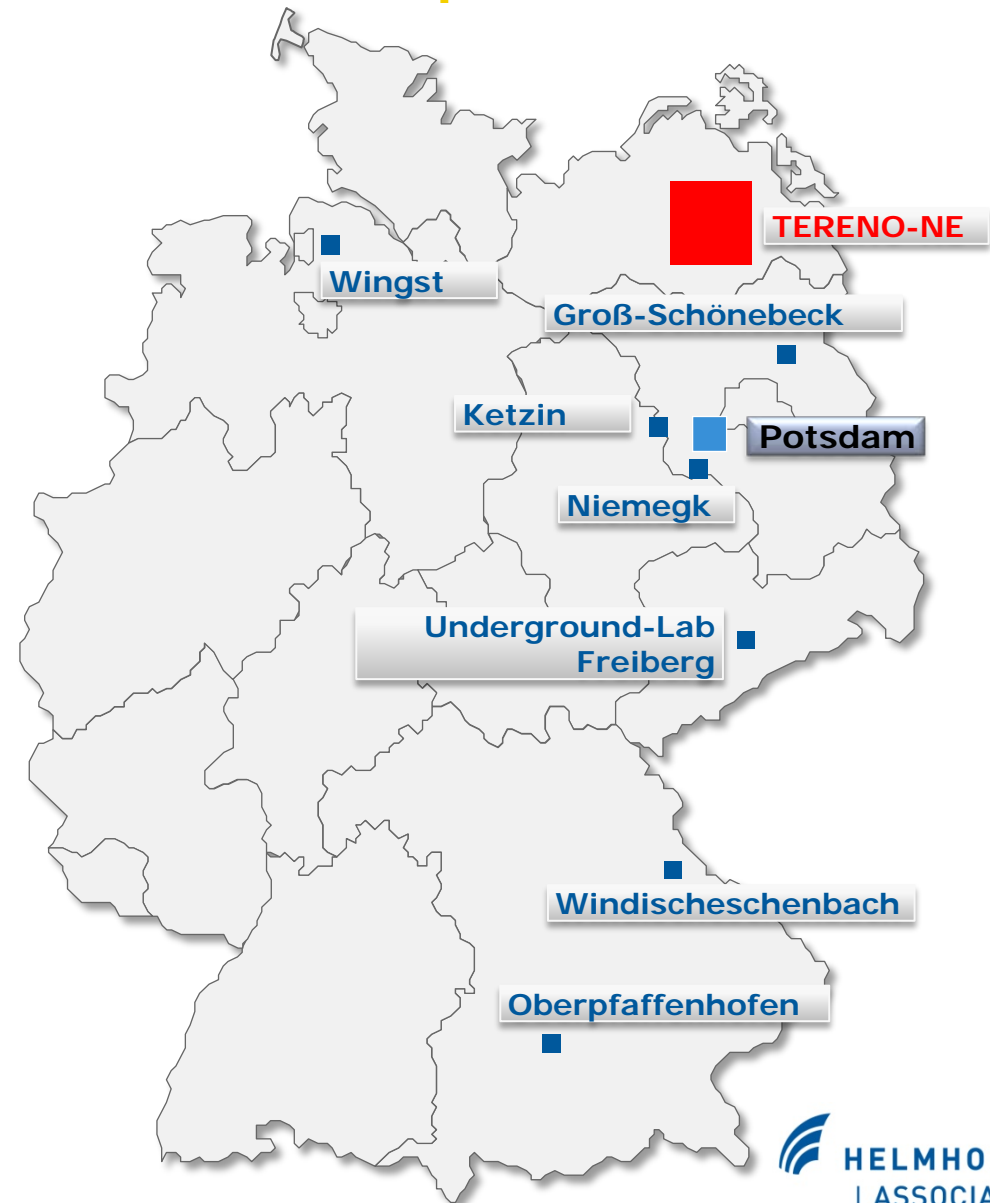 TERENO-NE
Wingst
Groß-Schönebeck
Ketzin
Potsdam
Niemegk
Underground-Lab
Freiberg
Windischeschenbach
Oberpfaffenhofen
HELMHO
ASSOCIA